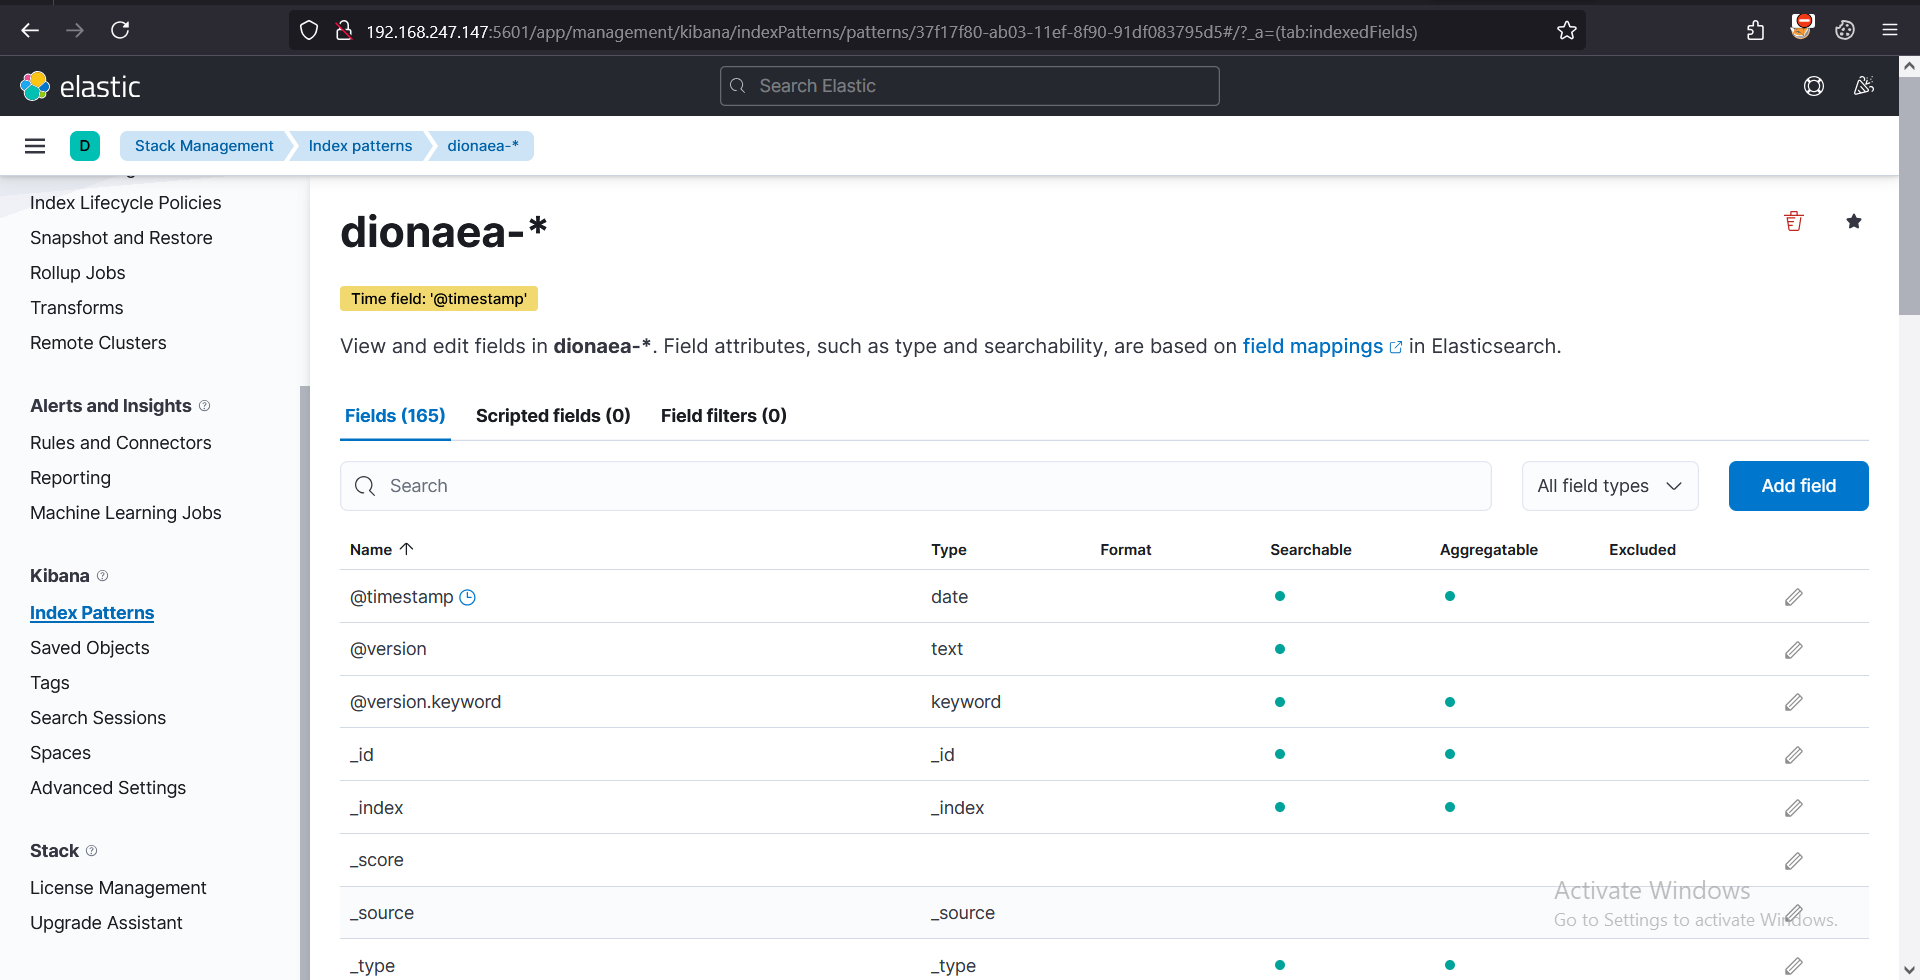 192.168.247.147:5601/app/management/kibana/indexPatterns/patterns/37f17f80-ab03-11ef-8f90-91df083795d5#/?_a=(tab:indexedFields)
elastic
Search Elastic
D
Stack Management
Index patterns
dionaea-*
Index Lifecycle Policies
Snapshot and Restore
Rollup Jobs
Transforms
Remote Clusters
Alerts and Insights
Rules and Connectors
Reporting
Machine Learning Jobs
Kibana
Index Patterns
Saved Objects
Tags
Search Sessions
Spaces
Advanced Settings
Stack
License Management
Upgrade Assistant
dionaea-*
Time field: '@timestamp'
View and edit fields in dionaea-*. Field attributes, such as type and searchability, are based on field mappings in Elasticsearch.
Fields (165) Scripted fields (0) Field filters (0)
Search
All field types
Add field
Name Type Format Searchable Aggregatable Excluded
@timestamp date
@version text
@version.keyword keyword
_id _id
_index _index
_score
_source _source
_type _type
Activate Windows
Go to Settings to activate Windows.